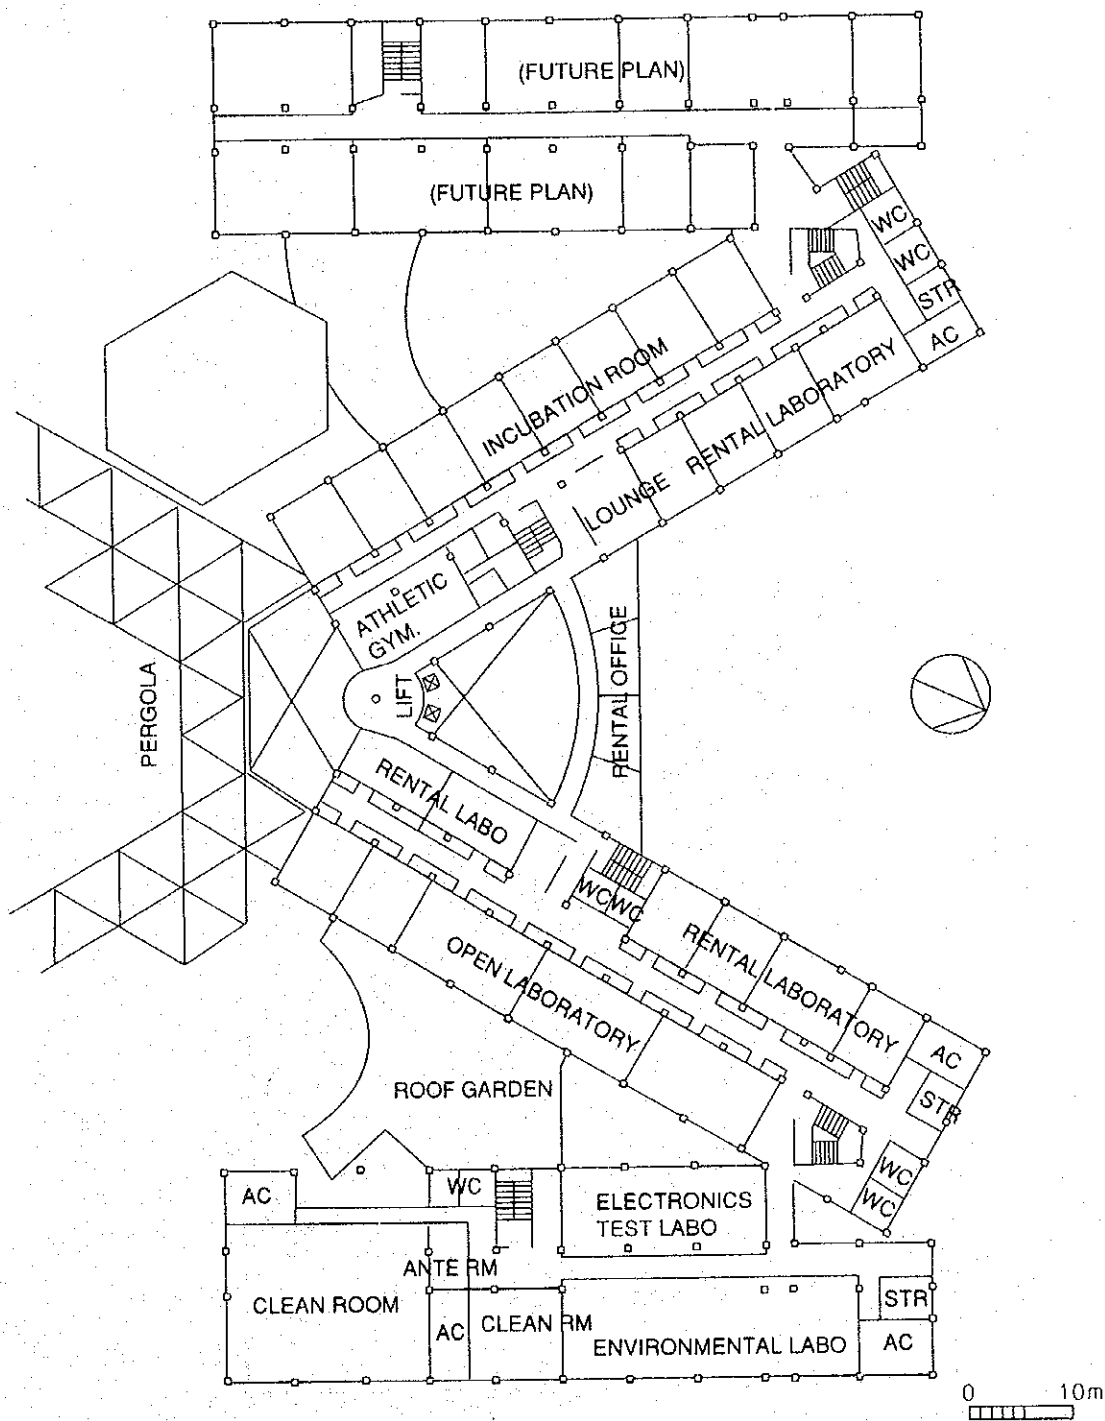 (FUTURE PLAN)
(FUTURE PLAN)
WC
WC
STR
AC
INCUBATION ROOM
RENTAL LABORATORY
LOUNGE
ATHLETIC
GYM.
RENTAL OFFICE
LIFT
PERGOLA
RENTAL LABO
WC
WC
RENTAL LABORATORY
OPEN LABORATORY
AC
STR
ROOF GARDEN
WC
WC
AC
WC
ELECTRONICS
TEST LABO
ANTE RM
CLEAN ROOM
AC
CLEAN RM
STR
ENVIRONMENTAL LABO
AC
0 10m